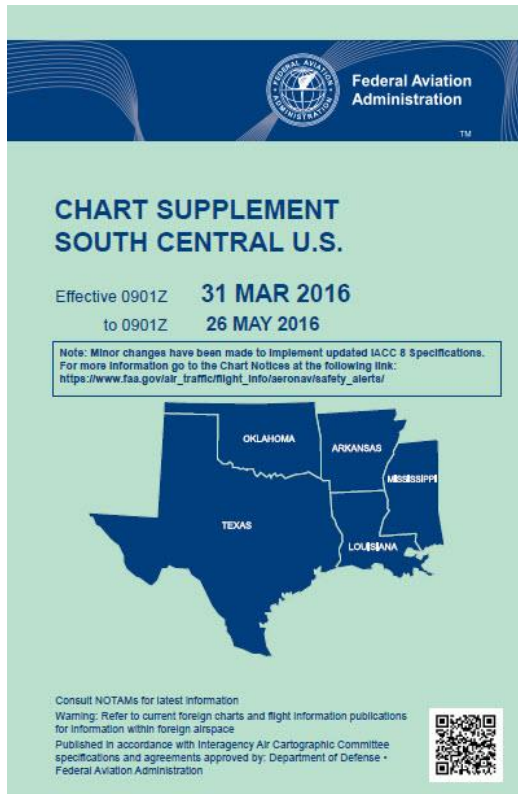 FEDERAL AVIATION
ADMINISTRATION
Federal Aviation
Administration
TM
CHART SUPPLEMENT
SOUTH CENTRAL U.S.
Effective 0901Z 31 MAR 2016
to 0901Z 26 MAY 2016
Note: Minor changes have been made to implement updated IACC 8 Specifications.
For more information go to the Chart Notices at the following link:
https://www.faa.gov/air_traffic/flight_info/aeronav/safety_alerts/
OKLAHOMA
ARKANSAS
MISSISSIPPI
TEXAS
LOUISIANA
Consult NOTAMs for latest information
Warning: Refer to current foreign charts and flight information publications
for information within foreign airspace
Published in accordance with Interagency Air Cartographic Committee
specifications and agreements approved by: Department of Defense •
Federal Aviation Administration